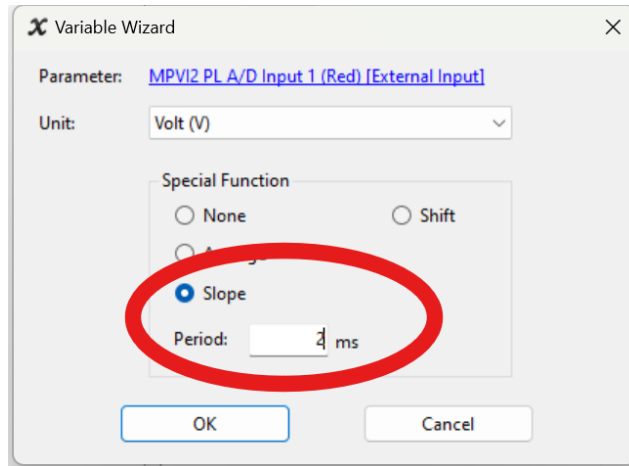 Variable Wizard
Parameter: MPVI2 PL A/D Input 1 (Red) [External Input]
Unit: Volt (V)
Special Function
None Shift
Slope
Period: 2 ms
OK Cancel